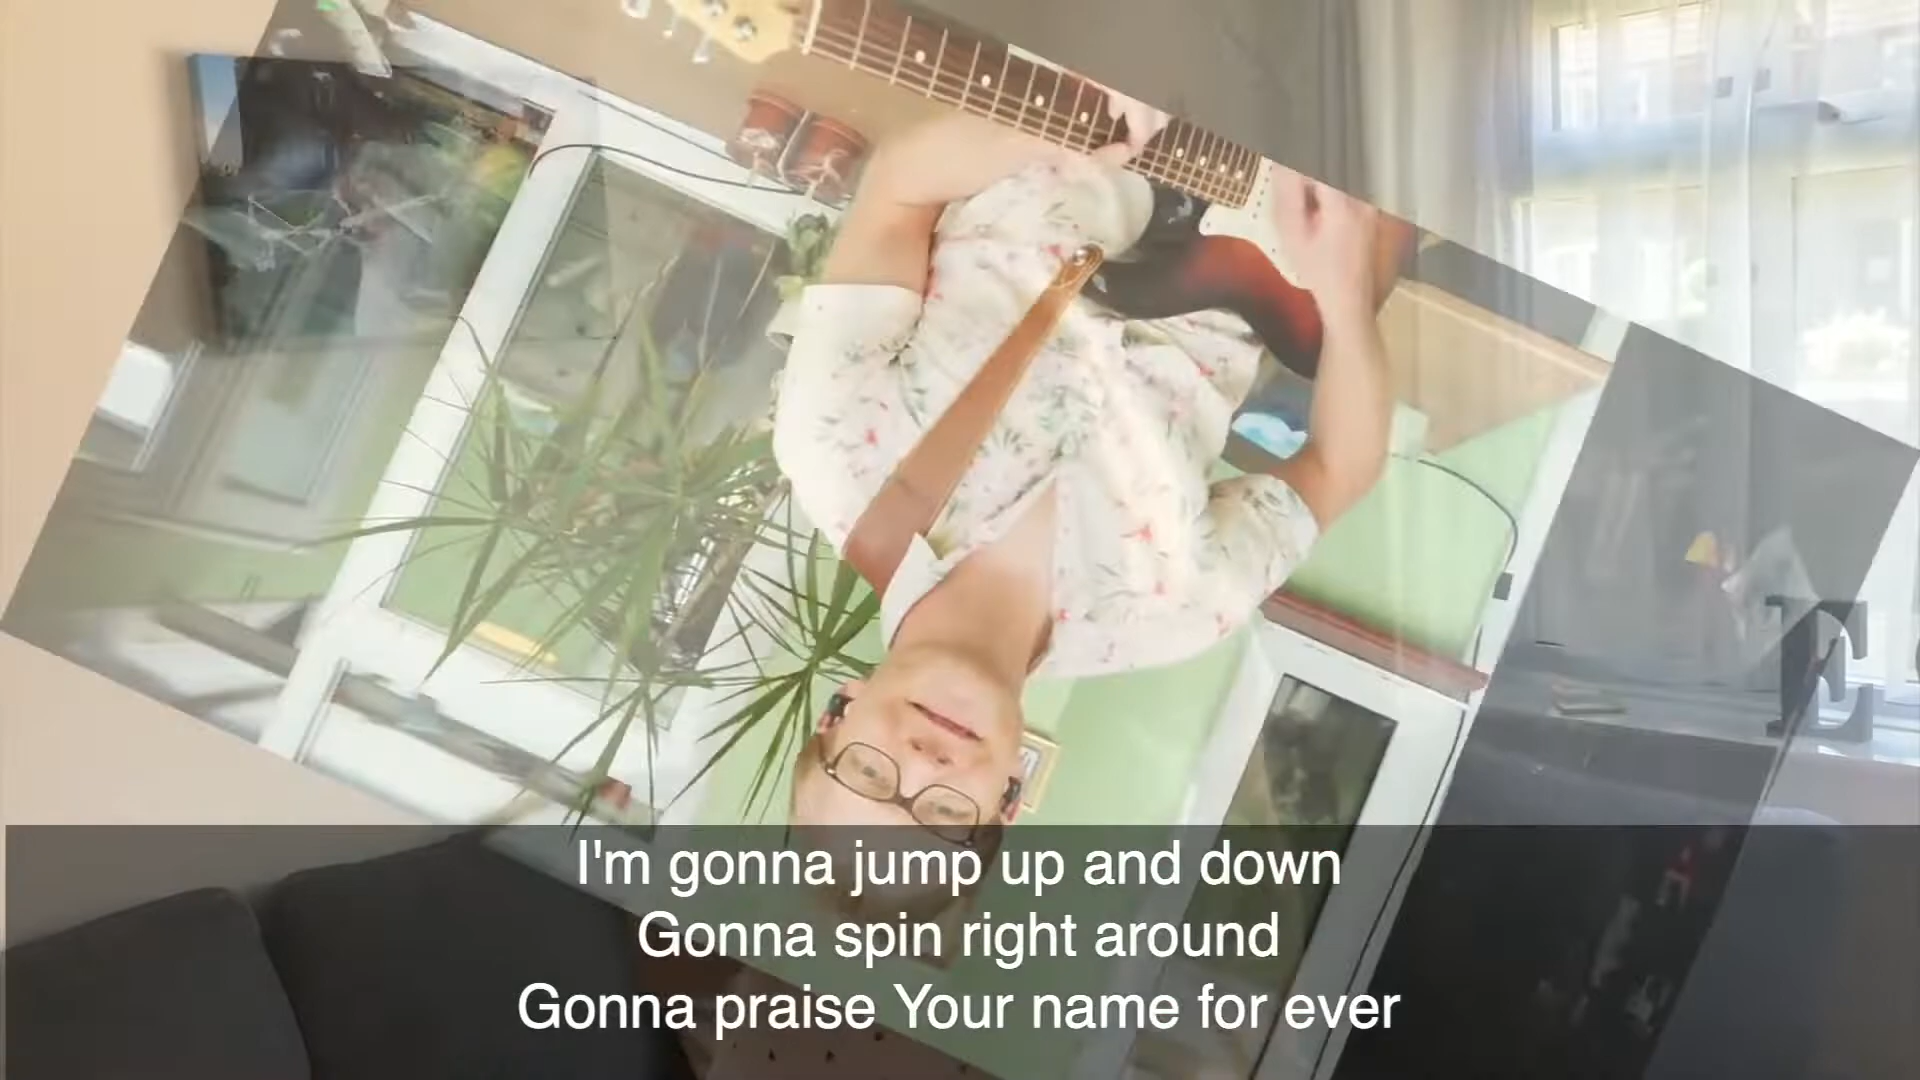 I'm gonna jump up and down
Gonna spin right around
Gonna praise Your name for ever
E